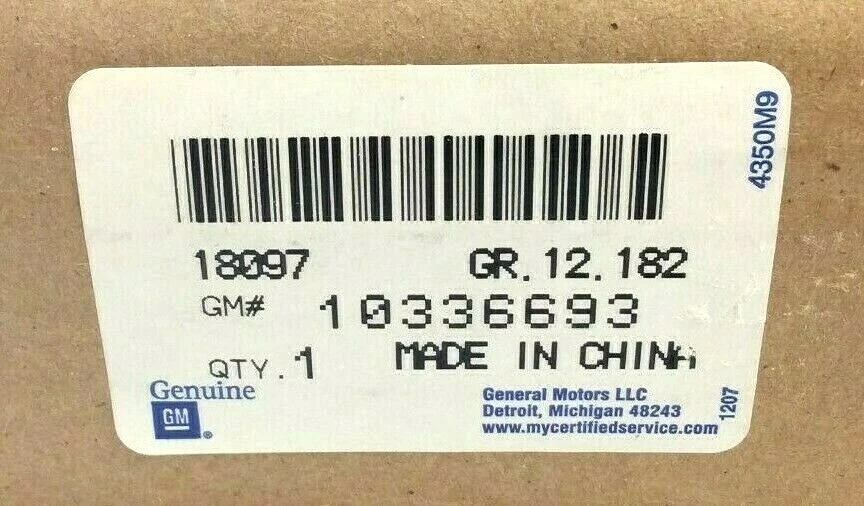 4350M9
18097 GR. 12. 182
GM# 10336693
QTY. 1 MADE IN CHINA
Genuine
GM®
General Motors LLC
Detroit, Michigan 48243
www.mycertifiedservice.com
1207